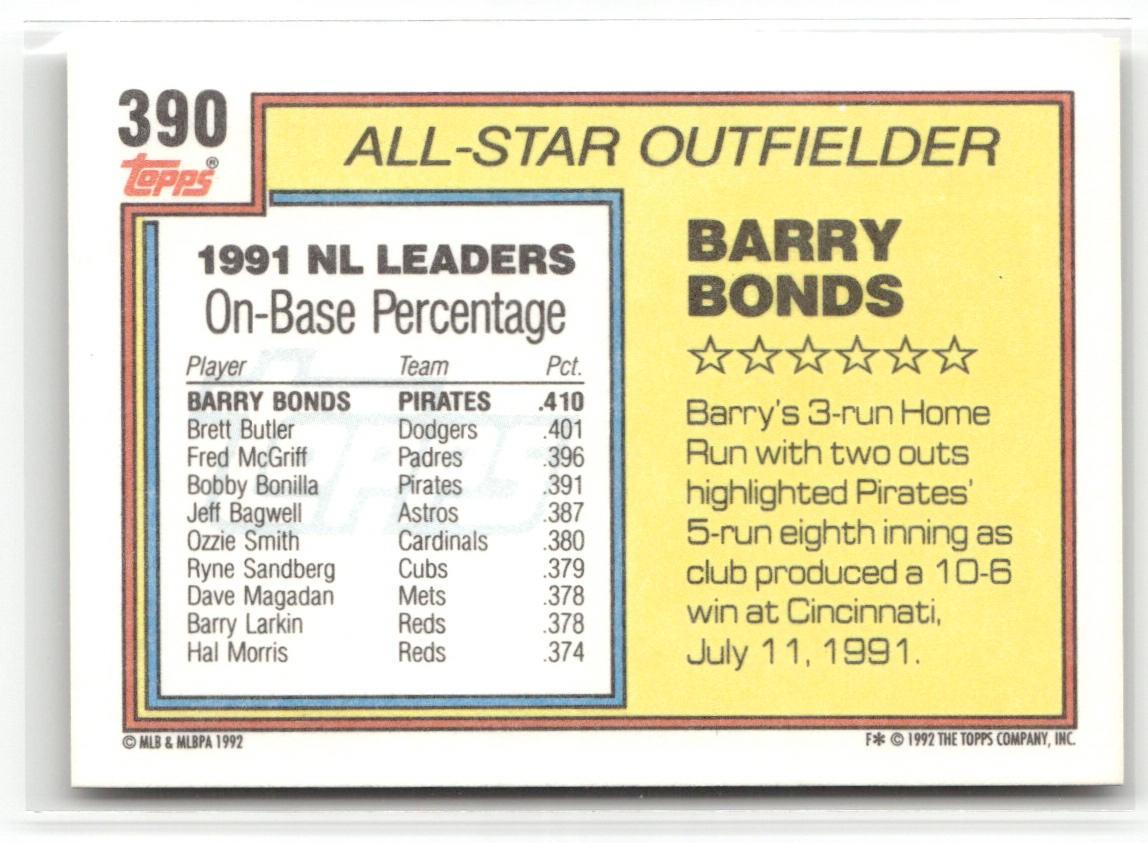 390
Topps®
ALL-STAR OUTFIELDER
1991 NL LEADERS
On-Base Percentage
Player Team Pct.
BARRY BONDS PIRATES .410
Brett Butler Dodgers .401
Fred McGriff Padres .396
Bobby Bonilla Pirates .391
Jeff Bagwell Astros .387
Ozzie Smith Cardinals .380
Ryne Sandberg Cubs .379
Dave Magadan Mets .378
Barry Larkin Reds .378
Hal Morris Reds .374
Topps
BARRY
BONDS
☆☆☆☆☆☆
Barry's 3-run Home
Run with two outs
highlighted Pirates'
5-run eighth inning as
club produced a 10-6
win at Cincinnati,
July 11, 1991.
© MLB & MLBPA 1992
F* © 1992 THE TOPPS COMPANY, INC.